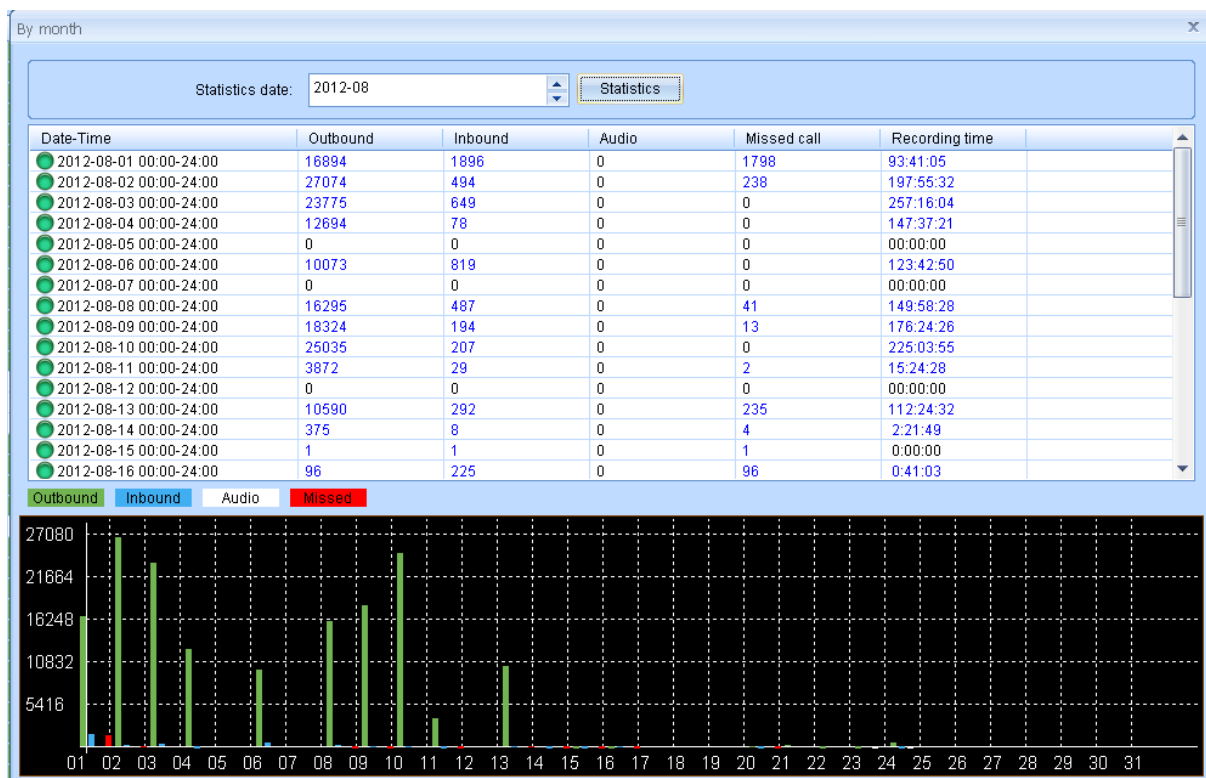 By month
Statistics date: 2012-08 Statistics
Date-Time Outbound Inbound Audio Missed call Recording time
2012-08-01 00:00-24:00 16894 1896 0 1798 93:41:05
2012-08-02 00:00-24:00 27074 494 0 238 197:55:32
2012-08-03 00:00-24:00 23775 649 0 0 257:16:04
2012-08-04 00:00-24:00 12694 78 0 0 147:37:21
2012-08-05 00:00-24:00 0 0 0 0 00:00:00
2012-08-06 00:00-24:00 10073 819 0 0 123:42:50
2012-08-07 00:00-24:00 0 0 0 0 00:00:00
2012-08-08 00:00-24:00 16295 487 0 41 149:58:28
2012-08-09 00:00-24:00 18324 194 0 13 176:24:26
2012-08-10 00:00-24:00 25035 207 0 0 225:03:55
2012-08-11 00:00-24:00 3872 29 0 2 15:24:28
2012-08-12 00:00-24:00 0 0 0 0 00:00:00
2012-08-13 00:00-24:00 10590 292 0 235 112:24:32
2012-08-14 00:00-24:00 375 8 0 4 2:21:49
2012-08-15 00:00-24:00 1 1 0 1 0:00:00
2012-08-16 00:00-24:00 96 225 0 96 0:41:03
Outbound Inbound Audio Missed
27080
21664
16248
10832
5416
01 02 03 04 05 06 07 08 09 10 11 12 13 14 15 16 17 18 19 20 21 22 23 24 25 26 27 28 29 30 31